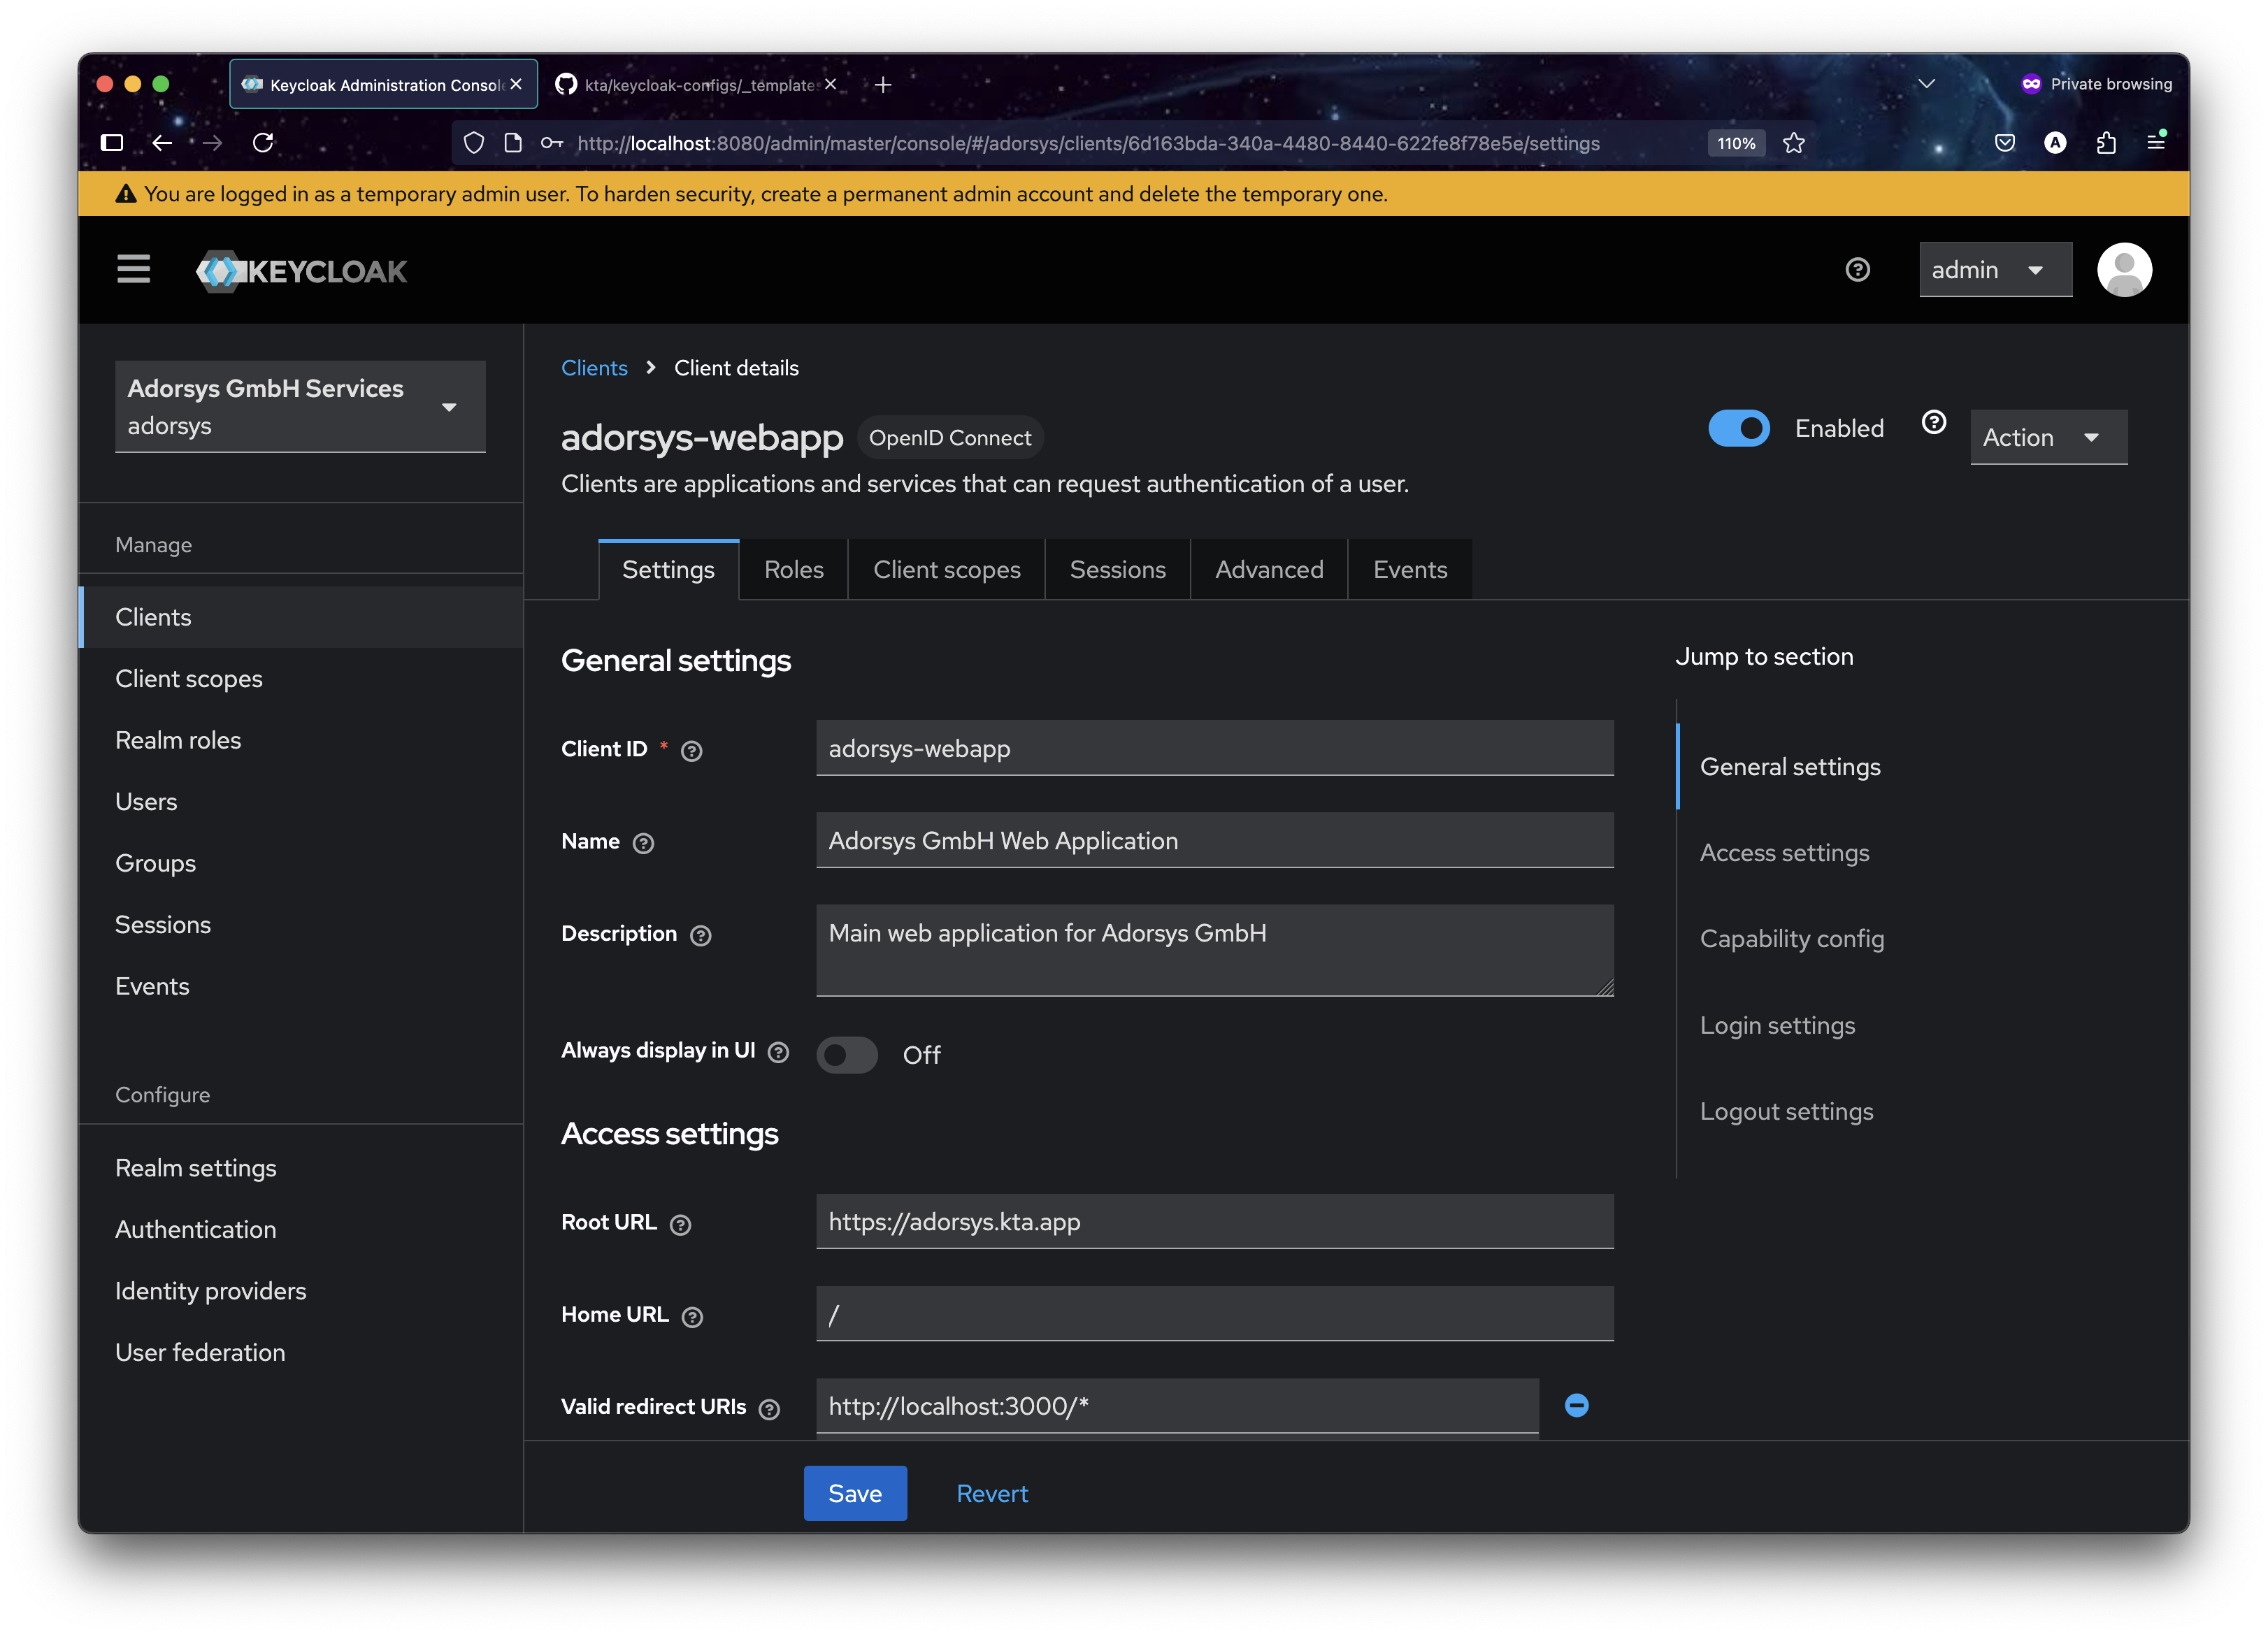 Keycloak Administration Consol
kta/keycloak-configs/_template
Private browsing
http://localhost:8080/admin/master/console/#/adorsys/clients/6d163bda-340a-4480-8440-622fe8f78e5e/settings
110%
A
You are logged in as a temporary admin user. To harden security, create a permanent admin account and delete the temporary one.
KEYCLOAK
admin
Adorsys GmbH Services
adorsys
Manage
Clients
Client scopes
Realm roles
Users
Groups
Sessions
Events
Configure
Realm settings
Authentication
Identity providers
User federation
Clients > Client details
adorsys-webapp OpenID Connect
Enabled
Action
Clients are applications and services that can request authentication of a user.
Settings Roles Client scopes Sessions Advanced Events
General settings
Client ID * adorsys-webapp
Name Adorsys GmbH Web Application
Description Main web application for Adorsys GmbH
Always display in UI Off
Access settings
Root URL https://adorsys.kta.app
Home URL /
Valid redirect URIs http://localhost:3000/*
Save Revert
Jump to section
General settings
Access settings
Capability config
Login settings
Logout settings